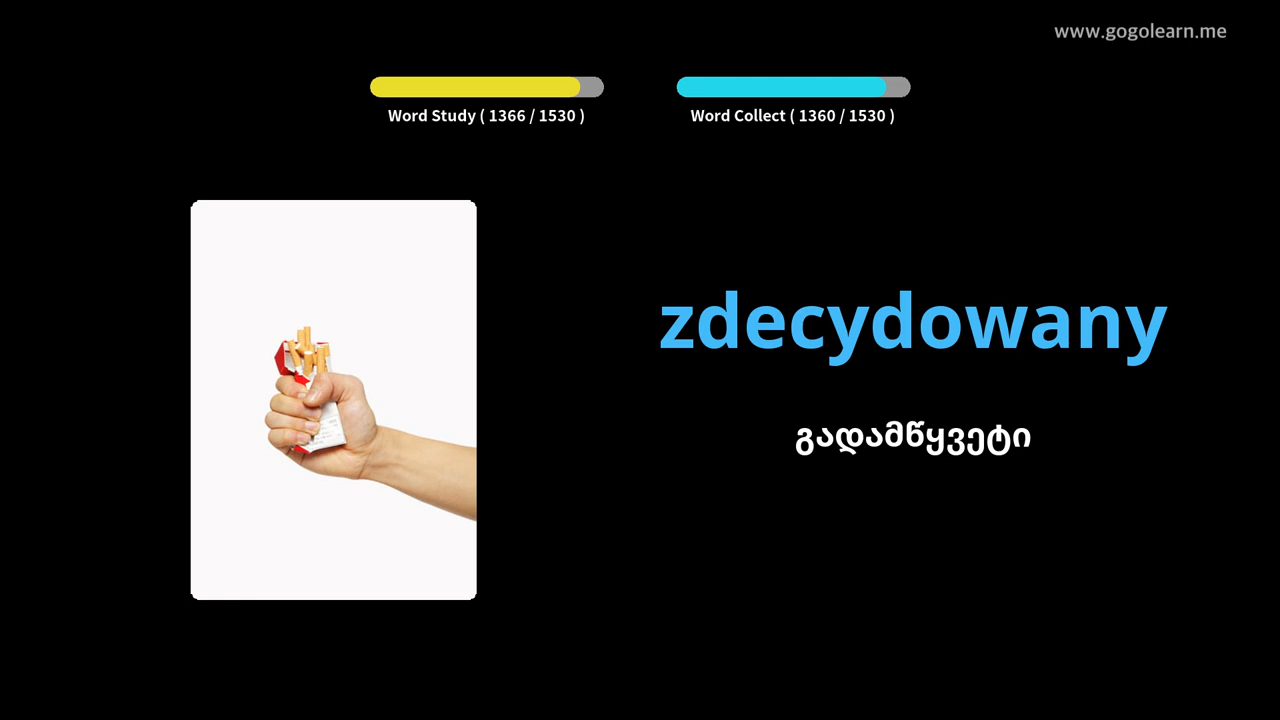 www.gogolearn.me
Word Study ( 1366 / 1530 )
Word Collect ( 1360 / 1530 )
zdecydowany
გადამწყვეტი